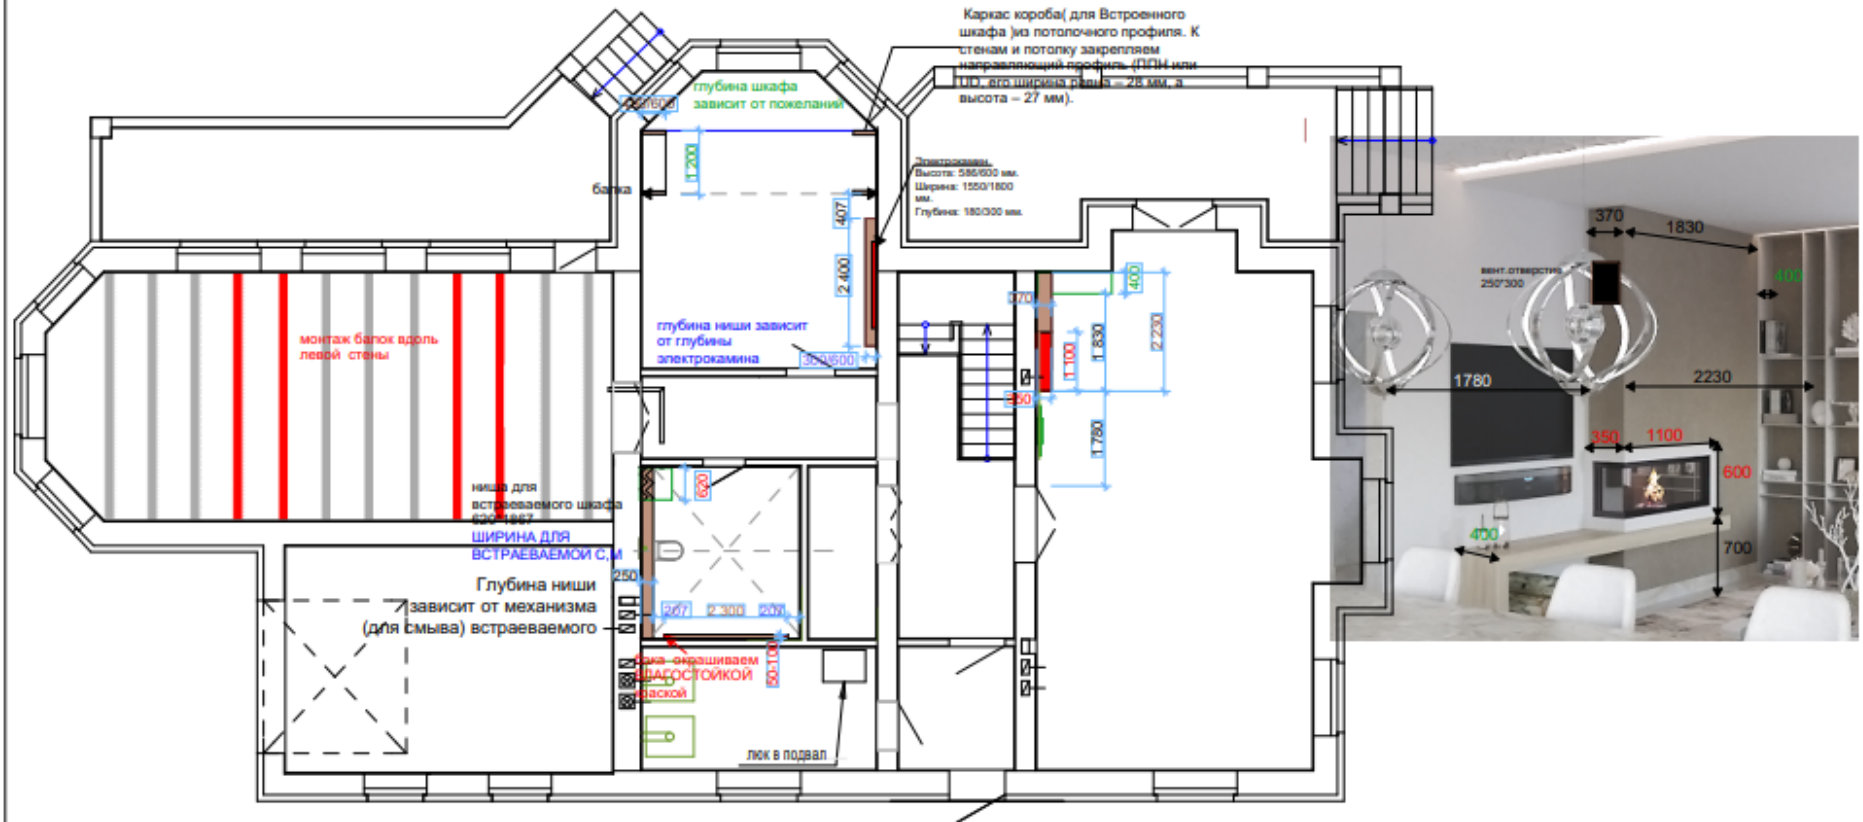 Каркас короба( для Встроенного
шкафа )из потолочного профиля. К
стенам и потолку закрепляем
направляющий профиль (ППН или
UD, его ширина равна – 28 мм, а
высота – 27 мм).
глубина шкафа
зависит от пожеланий
/600
1.200
балка
Электрокамин.
Высота: 586/600 мм.
Ширина: 1550/1800
мм.
Глубина: 180/300 мм.
407
2.400
глубина ниши зависит
от глубины
электрокамина
300/600
монтаж балок вдоль
левой стены
370
400
1.830
2.230
1.100
350
1.780
ниша для
встраеваемого шкафа
620*1867
ШИРИНА ДЛЯ
ВСТРАЕВАЕМОЙ С,М
620
Глубина ниши
зависит от механизма
(для смыва) встраеваемого
250
267
2.300
207
50-100
бока окрашиваем
ВЛАГОСТОЙКОЙ
краской
люк в подвал
370
1830
вент.отверстие
250*300
400
1780
2230
350
1100
600
400
700